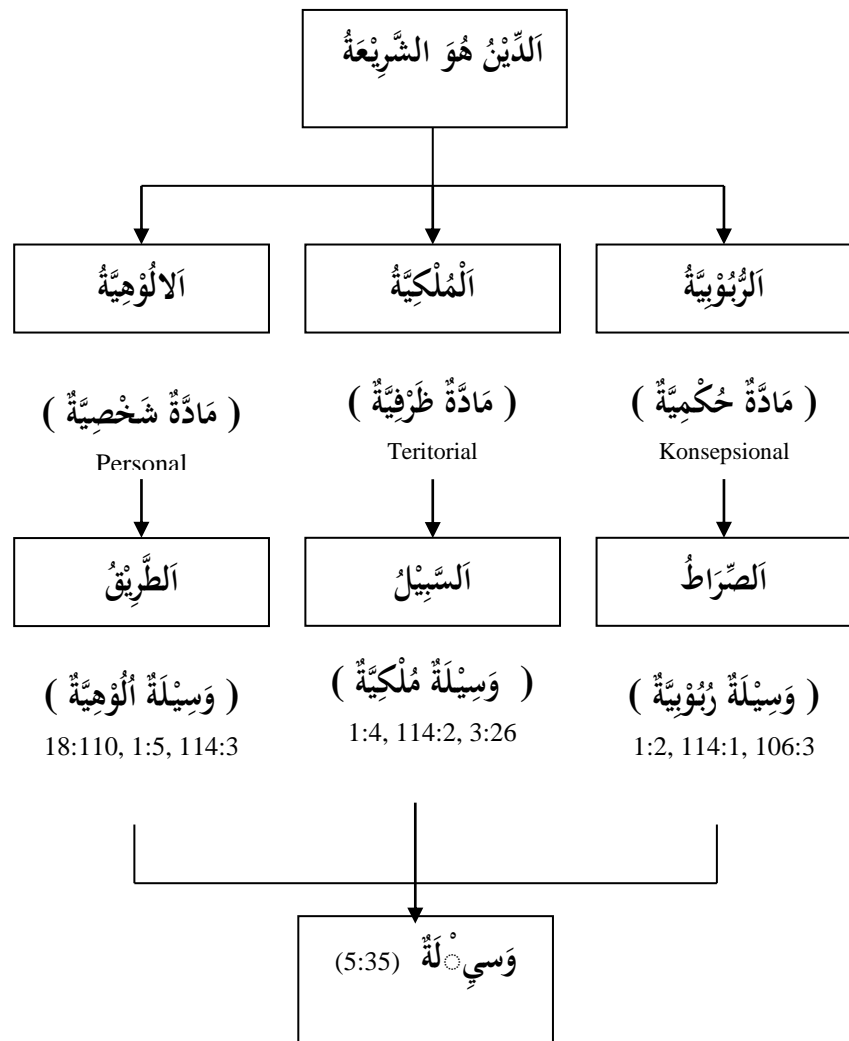 اَلدِّيْنُ هُوَ الشَّرِيْعَةُ
اَلرُّبُوْبِيَّةُ
اَلْمُلْكِيَّةُ
اَلالُوْهِيَّةُ
( مَادَّةٌ حُكْمِيَّةٌ )
( مَادَّةٌ ظَرْفِيَّةٌ )
( مَادَّةٌ شَخْصِيَّةٌ )
Konsepsional
Teritorial
Personal
اَلصِّرَاطُ
اَلسَّبِيْلُ
اَلطَّرِيْقُ
( وَسِيْلَةٌ رُبُوْبِيَّةٌ )
( وَسِيْلَةٌ مُلْكِيَّةٌ )
( وَسِيْلَةٌ اُلُوْهِيَّةٌ )
1:2, 114:1, 106:3
1:4, 114:2, 3:26
18:110, 1:5, 114:3
وَسيِ◌ْلَةٌ (5:35)